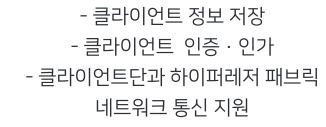 - 클라이언트 정보 저장
- 클라이언트 인증 · 인가
- 클라이언트단과 하이퍼레저 패브릭
네트워크 통신 지원